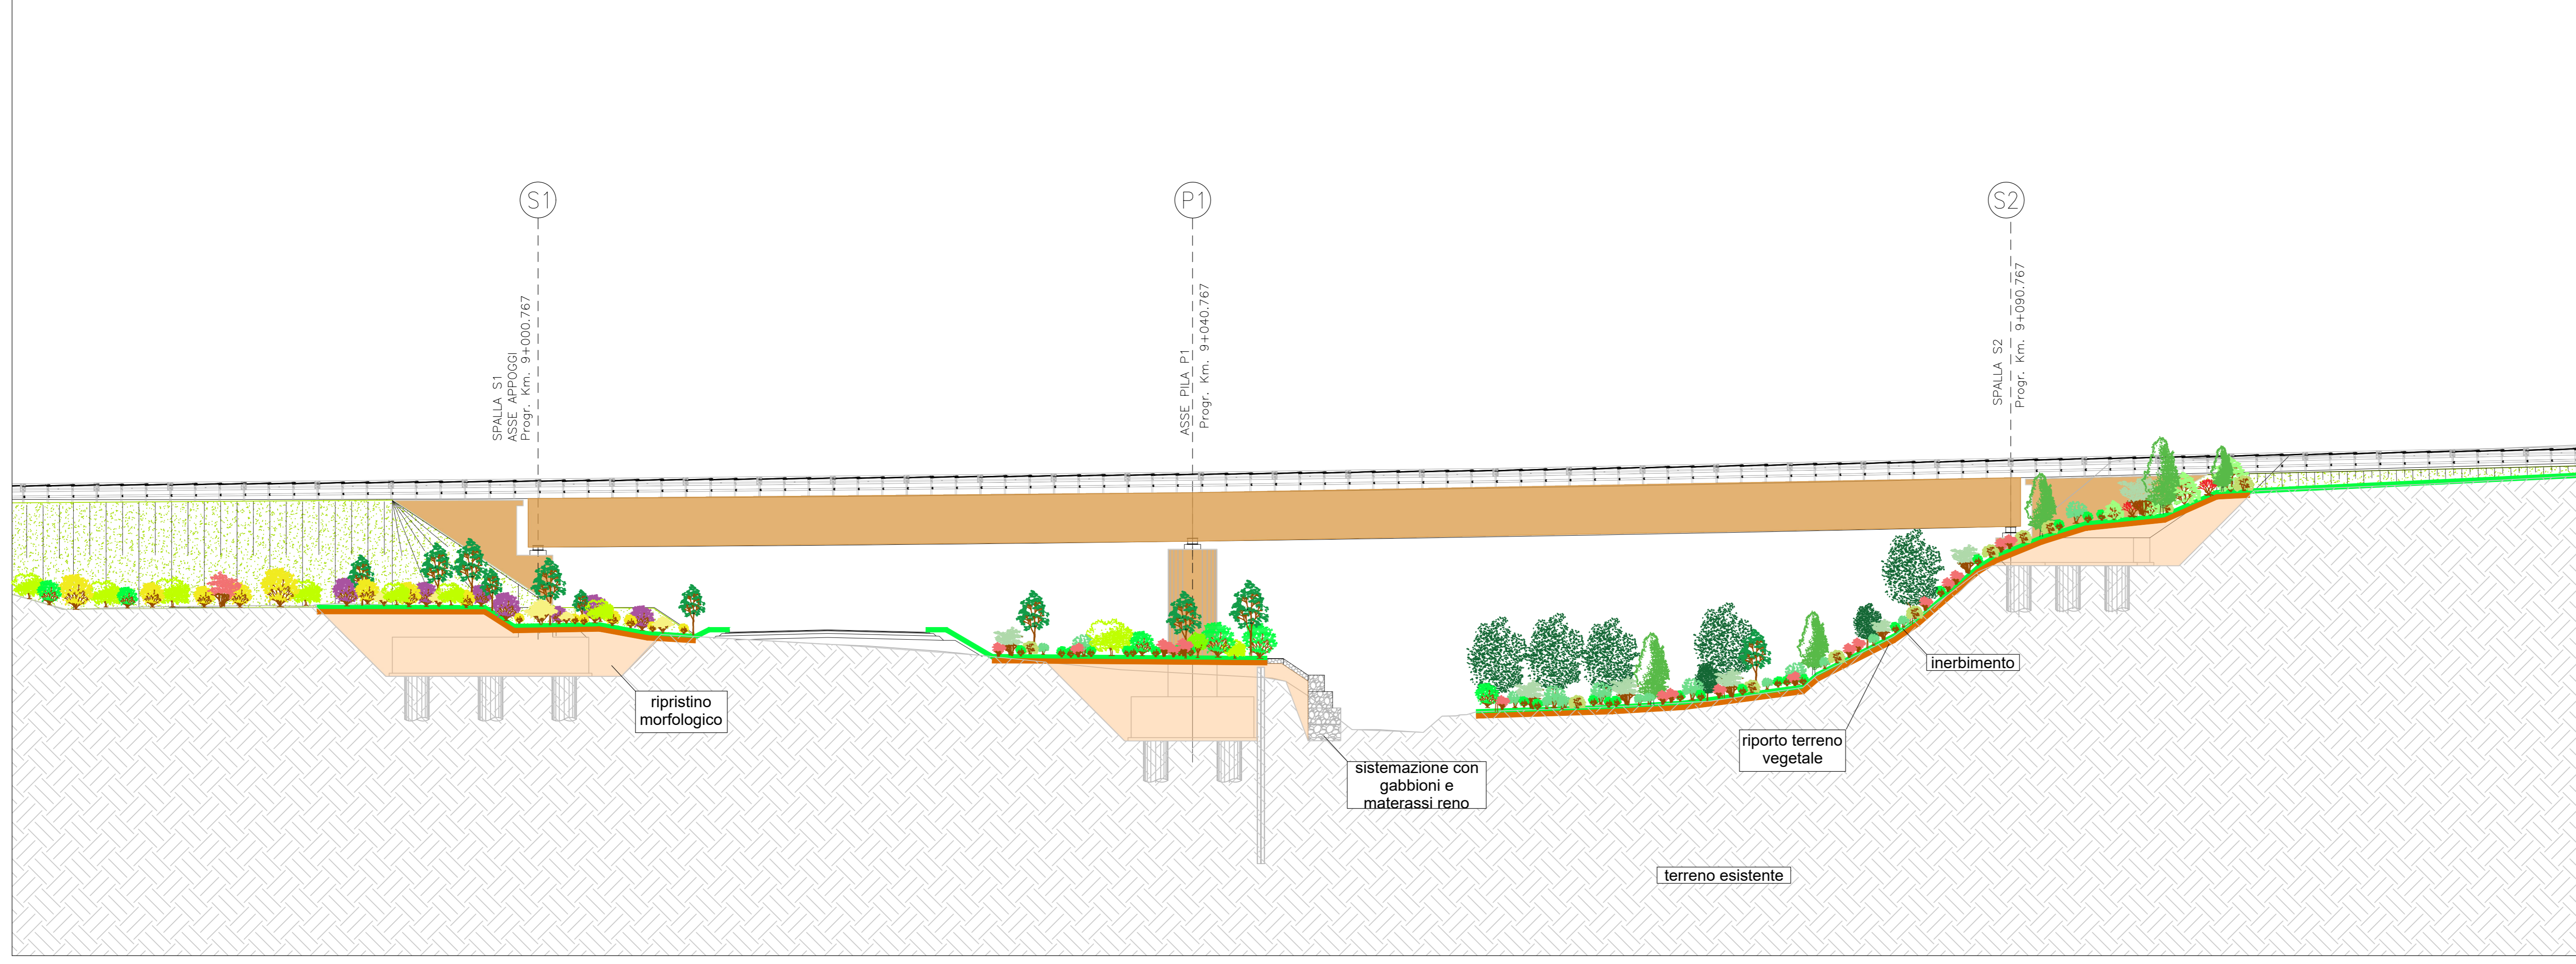 S1
P1
S2
SPALLA S1
ASSE APPOGGI
Progr. Km. 9+000.767
ASSE PILA P1
Progr. Km. 9+040.767
SPALLA S2
Progr. Km. 9+090.767
ripristino
morfologico
sistemazione con
gabbioni e
materassi reno
riporto terreno
vegetale
inerbimento
terreno esistente